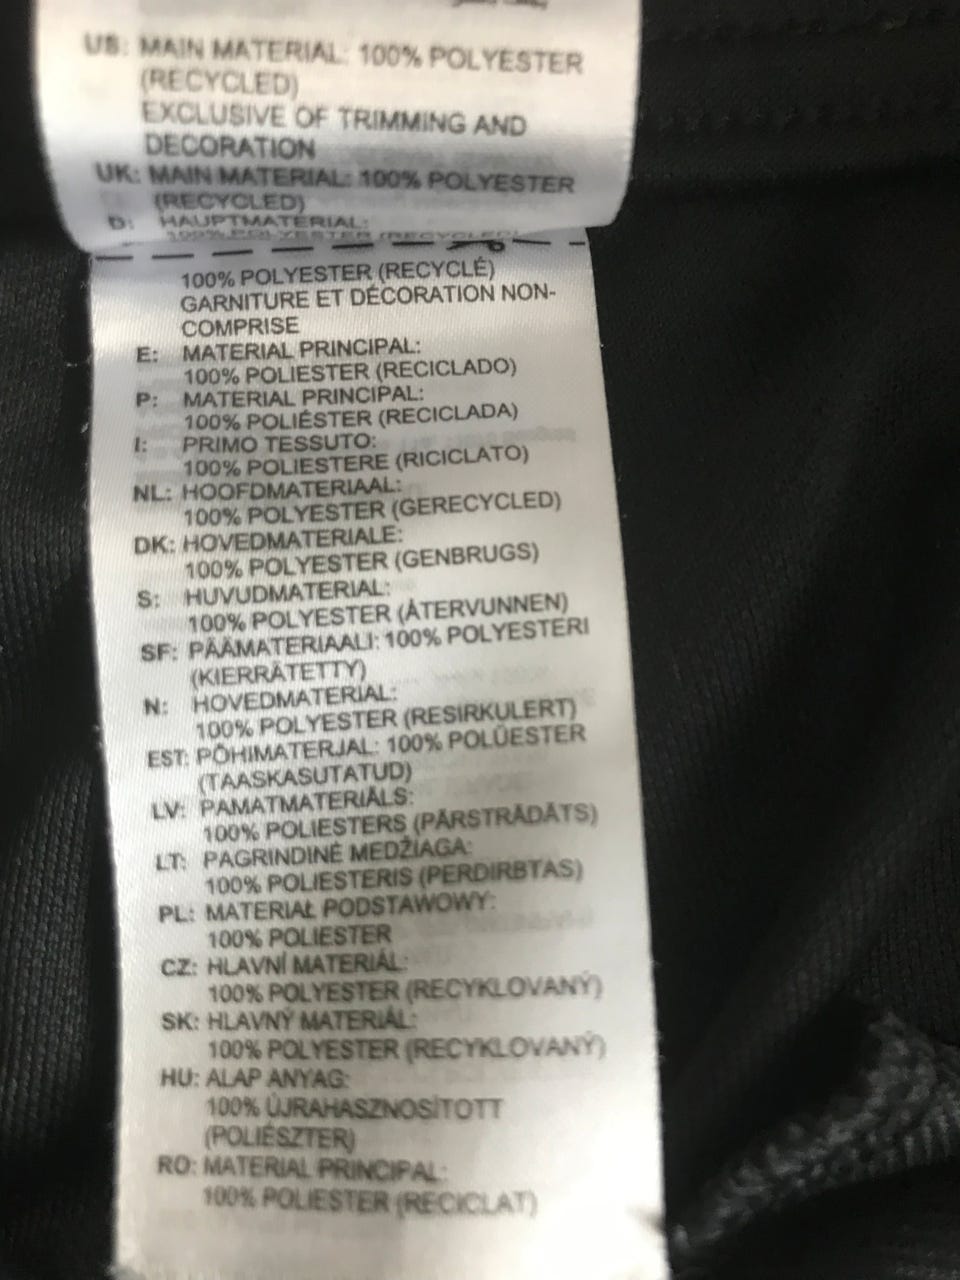 US: MAIN MATERIAL: 100% POLYESTER
(RECYCLED)
EXCLUSIVE OF TRIMMING AND
DECORATION
UK: MAIN MATERIAL: 100% POLYESTER
(RECYCLED)
D: HAUPTMATERIAL:
100% POLYESTER (RECYCELT)
100% POLYESTER (RECYCLÉ)
GARNITURE ET DÉCORATION NON-
COMPRISE
E: MATERIAL PRINCIPAL:
100% POLIESTER (RECICLADO)
P: MATERIAL PRINCIPAL:
100% POLIÉSTER (RECICLADA)
I: PRIMO TESSUTO:
100% POLIESTERE (RICICLATO)
NL: HOOFDMATERIAAL:
100% POLYESTER (GERECYCLED)
DK: HOVEDMATERIALE:
100% POLYESTER (GENBRUGS)
S: HUVUDMATERIAL:
100% POLYESTER (ÅTERVUNNEN)
SF: PÄÄMATERIAALI: 100% POLYESTERI
(KIERRÄTETTY)
N: HOVEDMATERIAL:
100% POLYESTER (RESIRKULERT)
EST: PÕHIMATERJAL: 100% POLÜESTER
(TAASKASUTATUD)
LV: PAMATMATERIĀLS:
100% POLIESTERS (PĀRSTRĀDĀTS)
LT: PAGRINDINĖ MEDŽIAGA:
100% POLIESTERIS (PERDIRBTAS)
PL: MATERIAŁ PODSTAWOWY:
100% POLIESTER
CZ: HLAVNÍ MATERIÁL:
100% POLYESTER (RECYKLOVANÝ)
SK: HLAVNÝ MATERIÁL:
100% POLYESTER (RECYKLOVANÝ)
HU: ALAP ANYAG:
100% ÚJRAHASZNOSÍTOTT
(POLIÉSZTER)
RO: MATERIAL PRINCIPAL:
100% POLIESTER (RECICLAT)